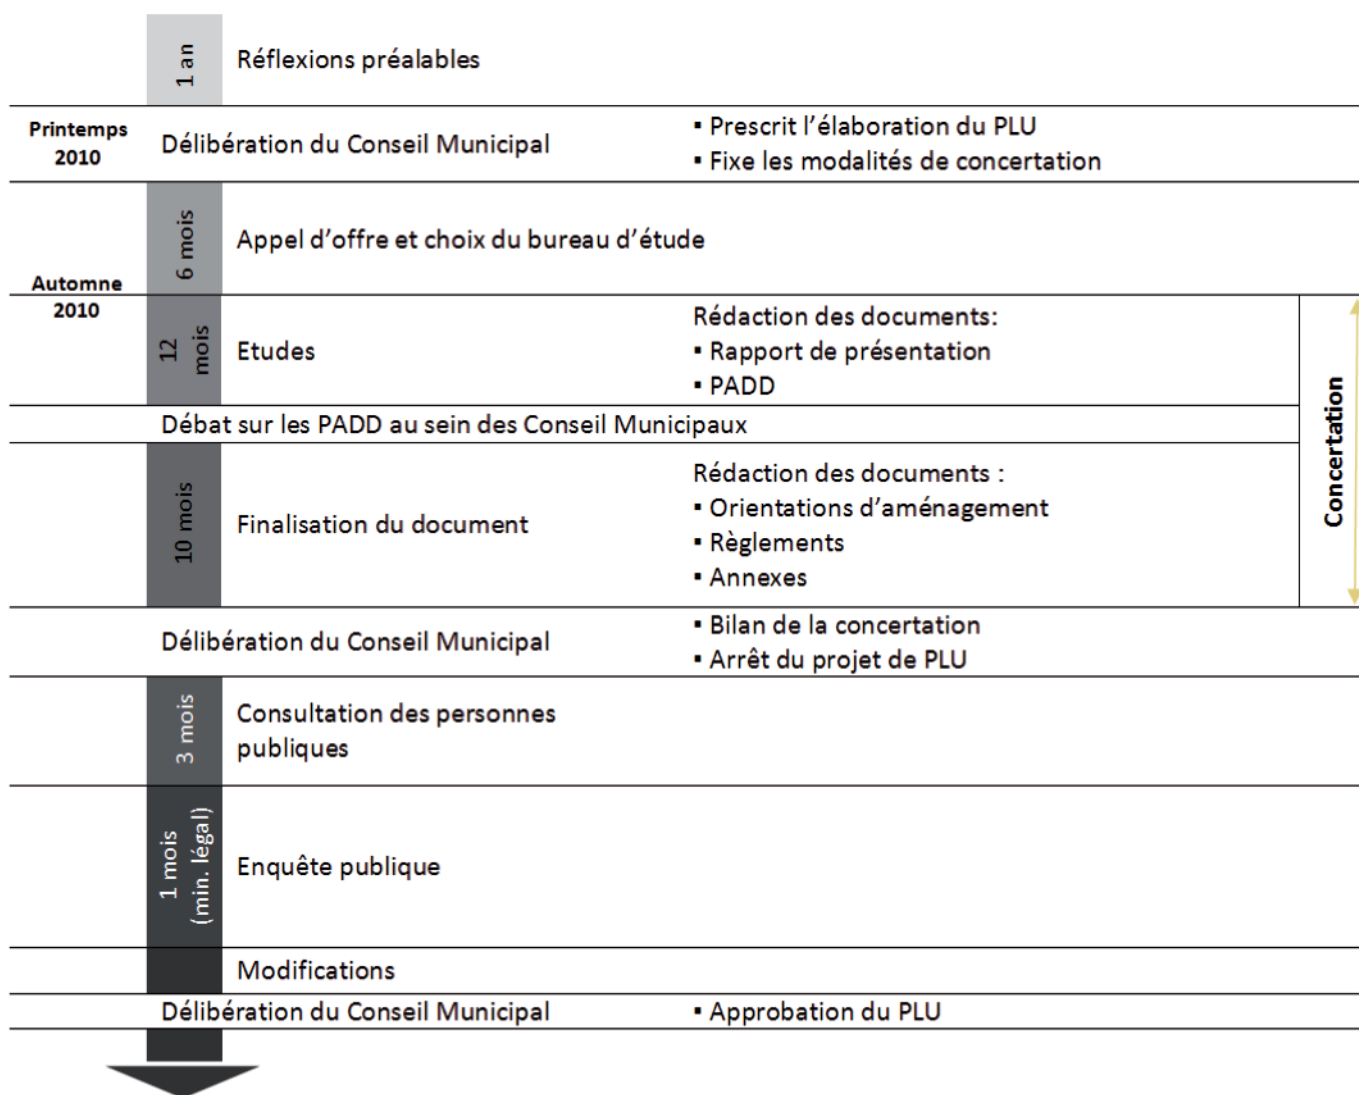 1 an
Réflexions préalables
Printemps
2010
Délibération du Conseil Municipal
▪ Prescrit l’élaboration du PLU
▪ Fixe les modalités de concertation
6 mois
Appel d’offre et choix du bureau d’étude
Automne
2010
12
mois
Etudes
Rédaction des documents:
▪ Rapport de présentation
▪ PADD
Débat sur les PADD au sein des Conseil Municipaux
10 mois
Finalisation du document
Rédaction des documents :
▪ Orientations d’aménagement
▪ Règlements
▪ Annexes
Concertation
Délibération du Conseil Municipal
▪ Bilan de la concertation
▪ Arrêt du projet de PLU
3 mois
Consultation des personnes
publiques
1 mois
(min. légal)
Enquête publique
Modifications
Délibération du Conseil Municipal
▪ Approbation du PLU